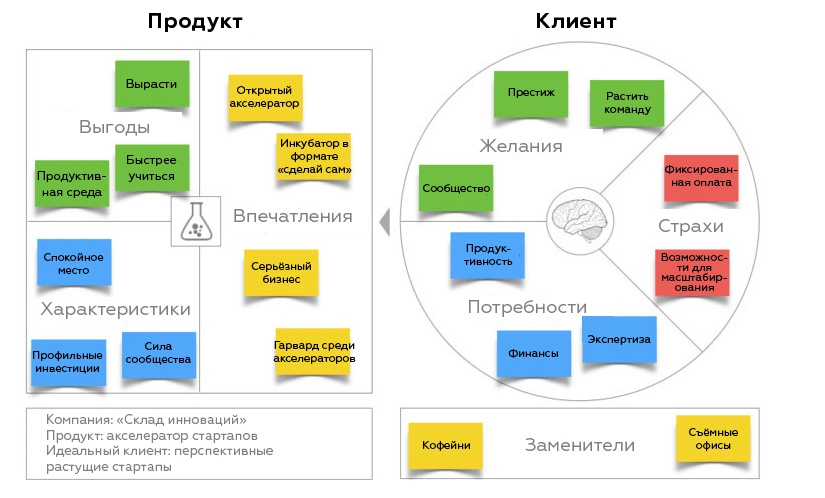 Продукт
Вырасти
Выгоды
Продуктив-
ная среда
Быстрее
учиться
Открытый
акселератор
Инкубатор в
формате
«сделай сам»
Впечатления
Серьёзный
бизнес
Гарвард среди
акселераторов
Спокойное
место
Характеристики
Профильные
инвестиции
Сила
сообщества
Компания: «Склад инноваций»
Продукт: акселератор стартапов
Идеальный клиент: перспективные
растущие стартапы
Клиент
Престиж
Растить
команду
Желания
Сообщество
Фиксирован-
ная оплата
Страхи
Возможнос-
ти для
масштабир-
ования
Продук-
тивность
Потребности
Финансы
Экспертиза
Кофейни
Заменители
Съёмные
офисы